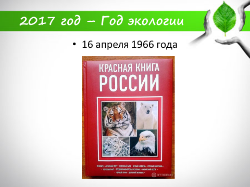 2017 год – Год экологии
• 16 апреля 1966 года
КРАСНАЯ КНИГА
РОССИИ